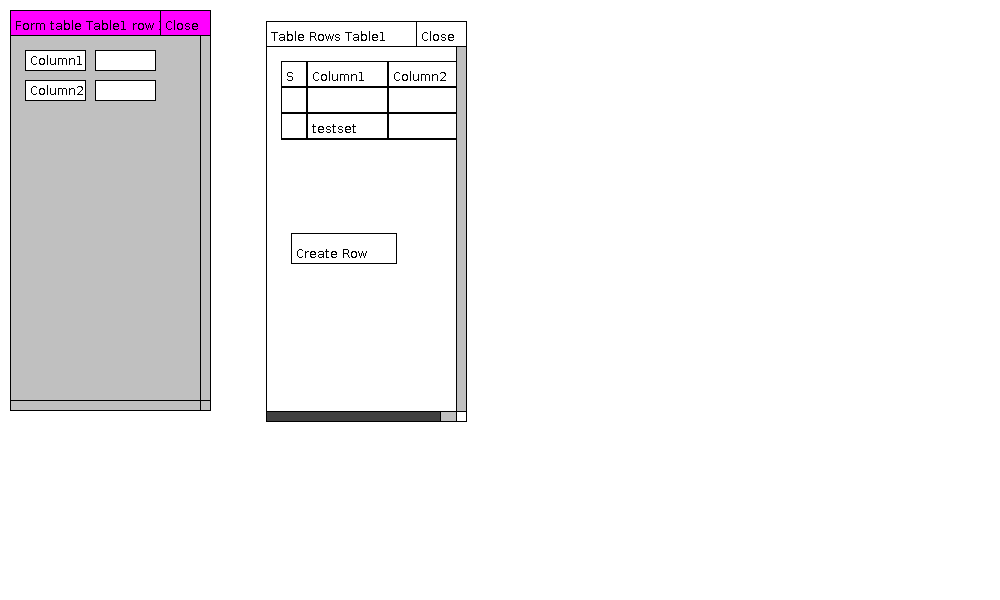 Form table Table1 row Close
Column1
Column2
Table Rows Table1 Close
S Column1 Column2
testset
Create Row